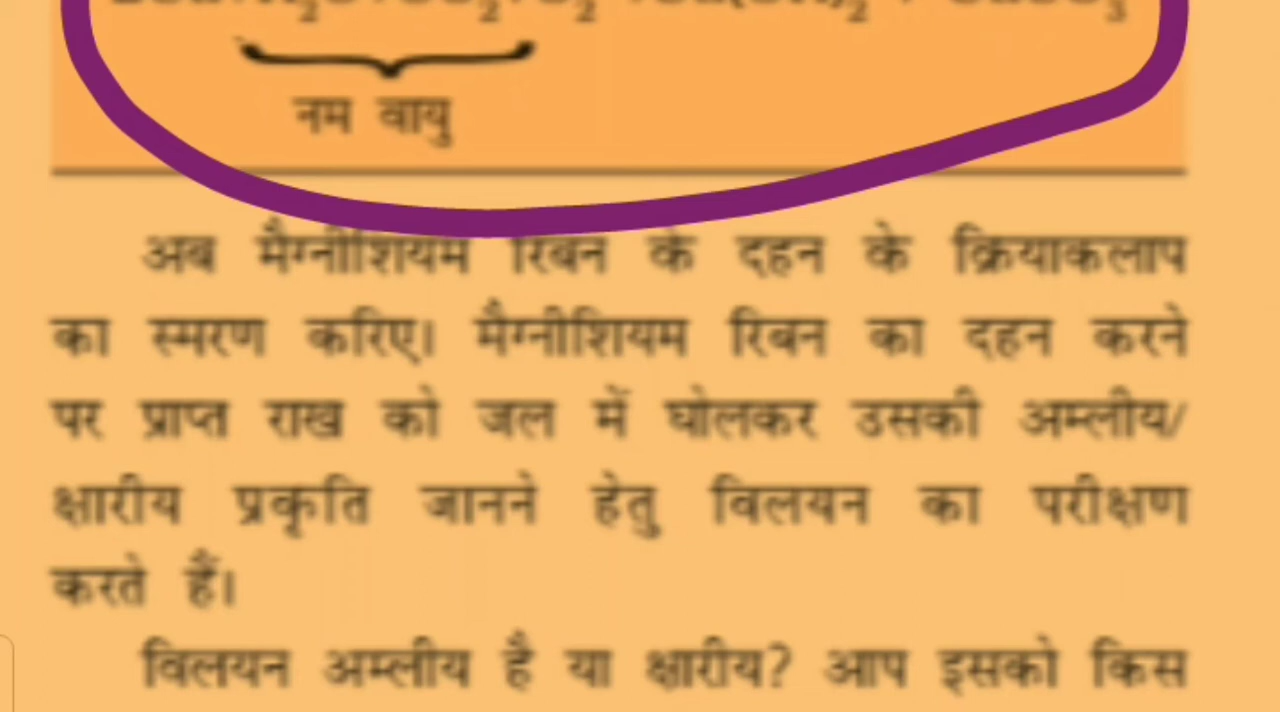 नम वायु
अब मैग्नीशियम रिबन के दहन के क्रियाकलाप
का स्मरण करिए। मैग्नीशियम रिबन का दहन करने
पर प्राप्त राख को जल में घोलकर उसकी अम्लीय/
क्षारीय प्रकृति जानने हेतु विलयन का परीक्षण
करते हैं।
विलयन अम्लीय है या क्षारीय? आप इसको किस